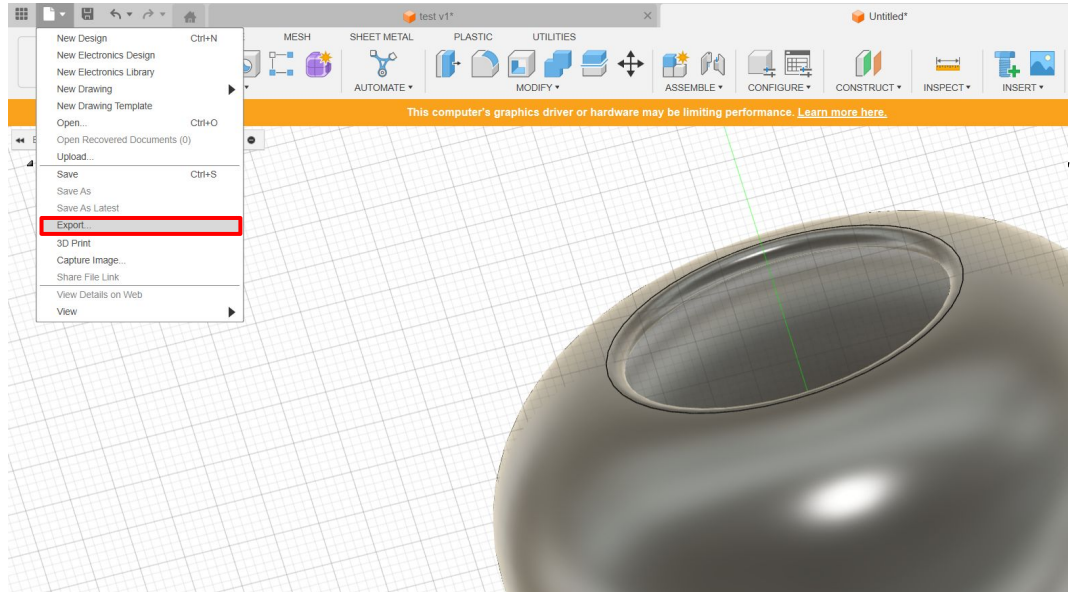 test v1*
Untitled*
MESH SHEET METAL PLASTIC UTILITIES
AUTOMATE MODIFY ASSEMBLE CONFIGURE CONSTRUCT INSPECT INSERT
This computer's graphics driver or hardware may be limiting performance. Learn more here.
New Design Ctrl+N
New Electronics Design
New Electronics Library
New Drawing
New Drawing Template
Open... Ctrl+O
Open Recovered Documents (0)
Upload...
Save Ctrl+S
Save As
Save As Latest
Export...
3D Print
Capture Image...
Share File Link
View Details on Web
View